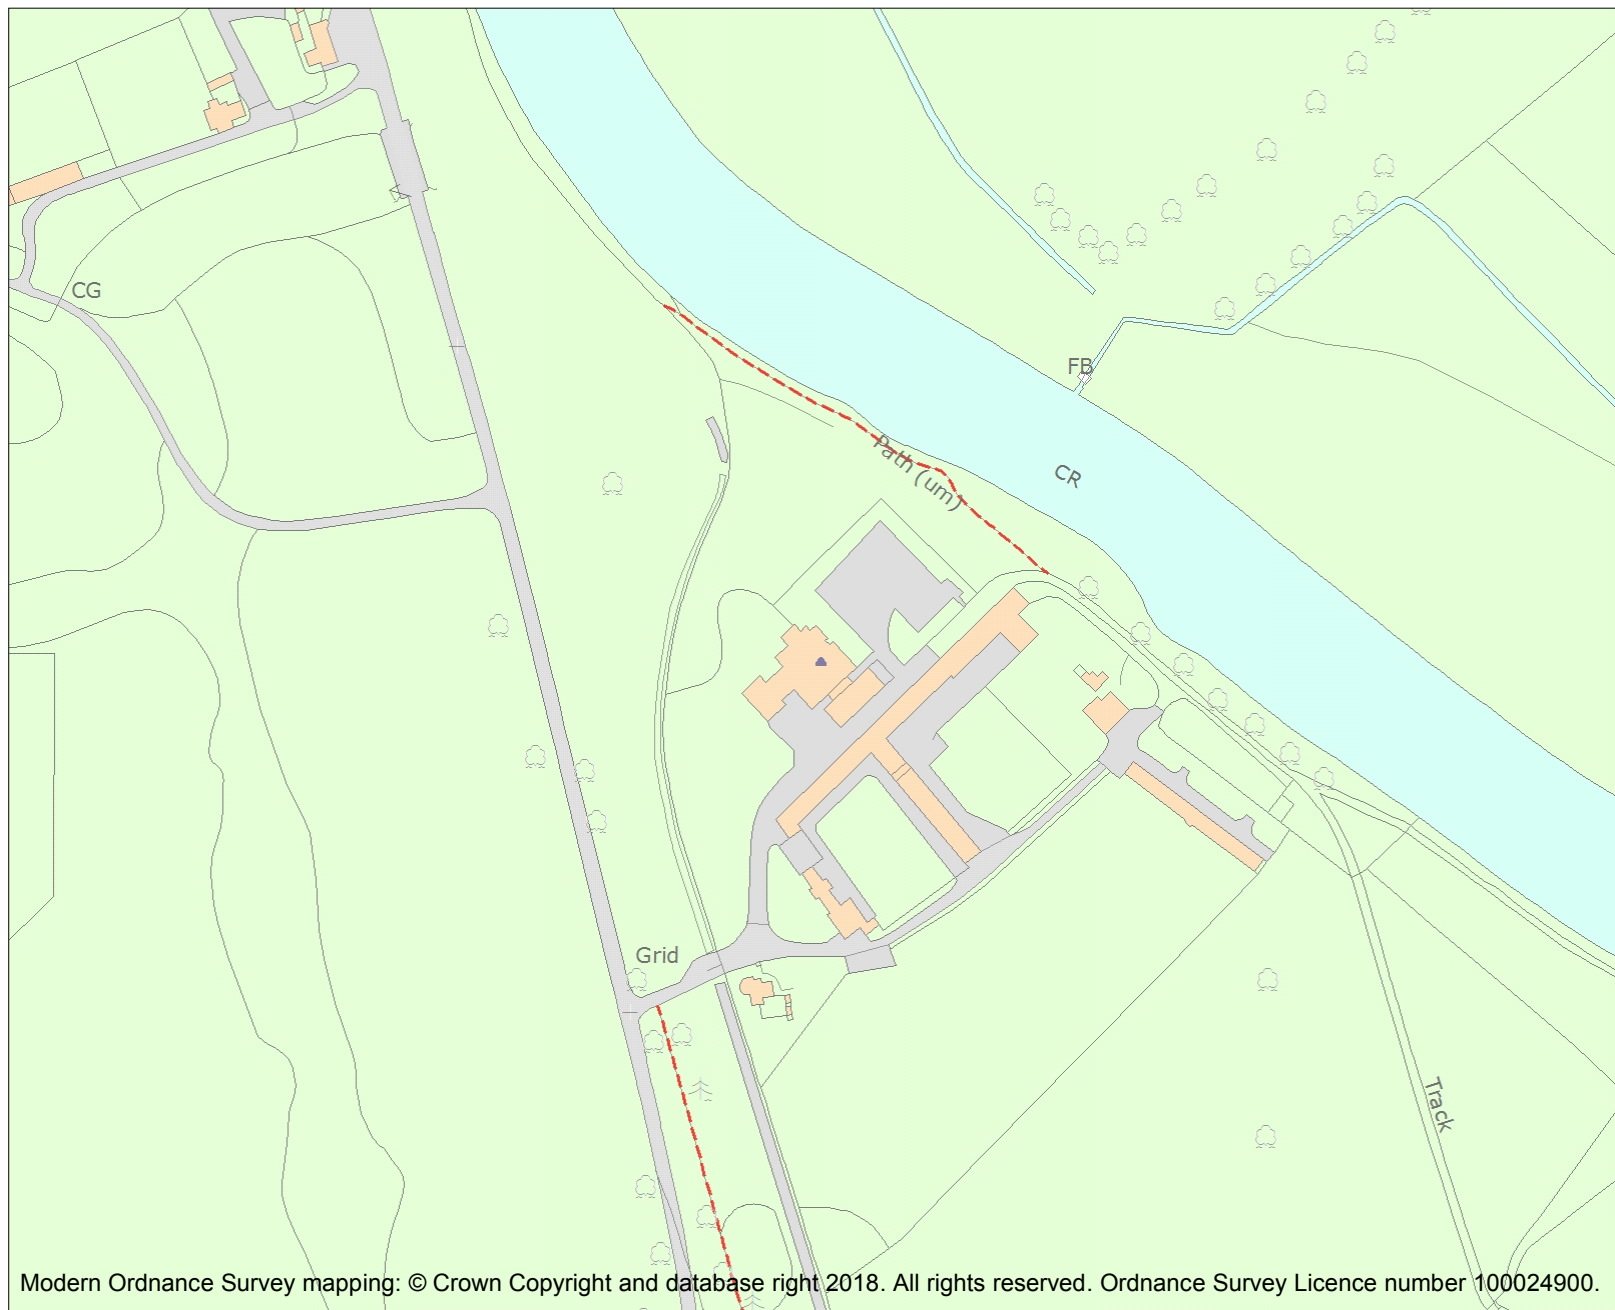 CG
FB
Path (um)
CR
Grid
Track
Modern Ordnance Survey mapping: © Crown Copyright and database right 2018. All rights reserved. Ordnance Survey Licence number 100024900.